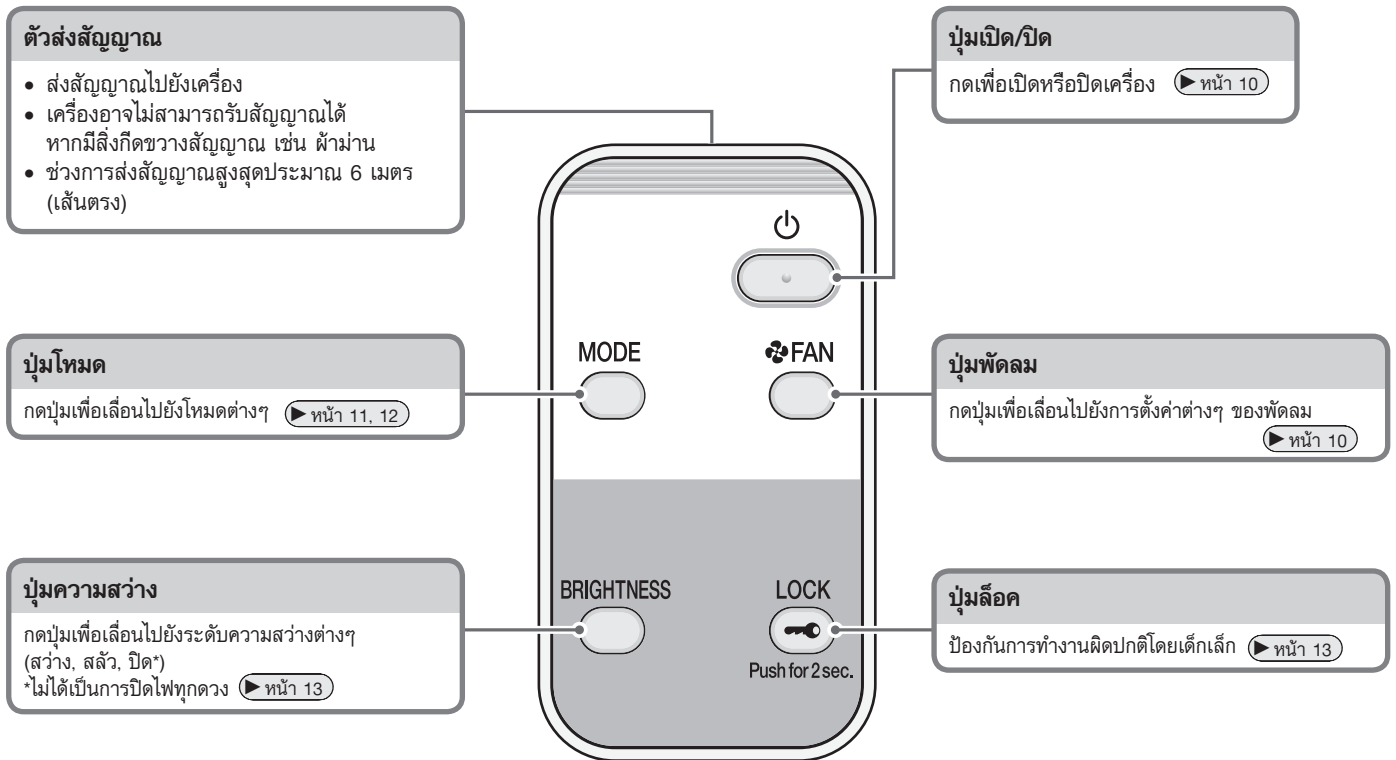 ตัวส่งสัญญาณ
• ส่งสัญญาณไปยังเครื่อง
• เครื่องอาจไม่สามารถรับสัญญาณได้
หากมีสิ่งกีดขวางสัญญาณ เช่น ผ้าม่าน
• ช่วงการส่งสัญญาณสูงสุดประมาณ 6 เมตร
(เส้นตรง)
ปุ่มเปิด/ปิด
กดเพื่อเปิดหรือปิดเครื่อง ▶ หน้า 10
ปุ่มโหมด
กดปุ่มเพื่อเลื่อนไปยังโหมดต่างๆ ▶ หน้า 11, 12
MODE
FAN
ปุ่มพัดลม
กดปุ่มเพื่อเลื่อนไปยังการตั้งค่าต่างๆ ของพัดลม
▶ หน้า 10
ปุ่มความสว่าง
กดปุ่มเพื่อเลื่อนไปยังระดับความสว่างต่างๆ
(สว่าง, สลัว, ปิด*)
*ไม่ได้เป็นการปิดไฟทุกดวง ▶ หน้า 13
BRIGHTNESS
LOCK
Push for 2 sec.
ปุ่มล็อค
ป้องกันการทำงานผิดปกติโดยเด็กเล็ก ▶ หน้า 13